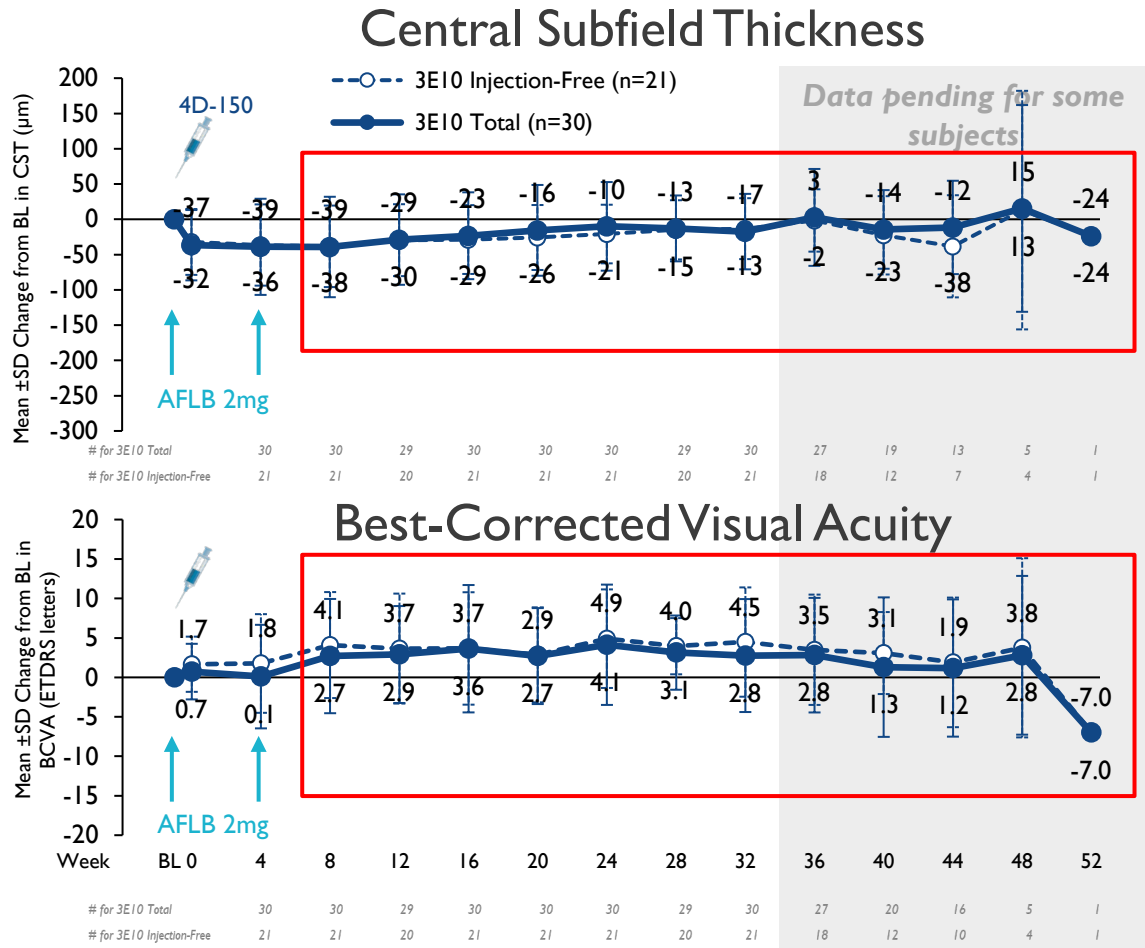 Central Subfield Thickness
Mean ±SD Change from BL in CST (µm)
200
150
100
50
0
-50
-100
-150
-200
-250
-300
4D-150
3E10 Injection-Free (n=21)
3E10 Total (n=30)
Data pending for some
subjects
-37 -39 -39 -29 -23 -16 -10 -13 -17 3 -14 -12 15 -24
-32 -36 -38 -30 -29 -26 -21 -15 -13 -2 -23 -38 13 -24
AFLB 2mg
# for 3E10 Total 30 30 29 30 30 30 29 30 27 19 13 5 1
# for 3E10 Injection-Free 21 21 20 21 21 20 21 21 18 12 7 4 1
Best-Corrected Visual Acuity
Mean ±SD Change from BL in
BCVA (ETDRS letters)
20
15
10
5
0
-5
-10
-15
-20
1.7 1.8 4.1 3.7 3.7 2.9 4.9 4.0 4.5 3.5 3.1 1.9 3.8 -7.0
0.7 0.1 2.7 2.9 3.6 2.7 4.1 3.1 2.8 2.8 1.3 1.2 2.8 -7.0
AFLB 2mg
Week BL 0 4 8 12 16 20 24 28 32 36 40 44 48 52
# for 3E10 Total 30 30 29 30 30 30 29 30 27 20 16 5 1
# for 3E10 Injection-Free 21 21 20 21 21 21 20 21 18 12 10 4 1